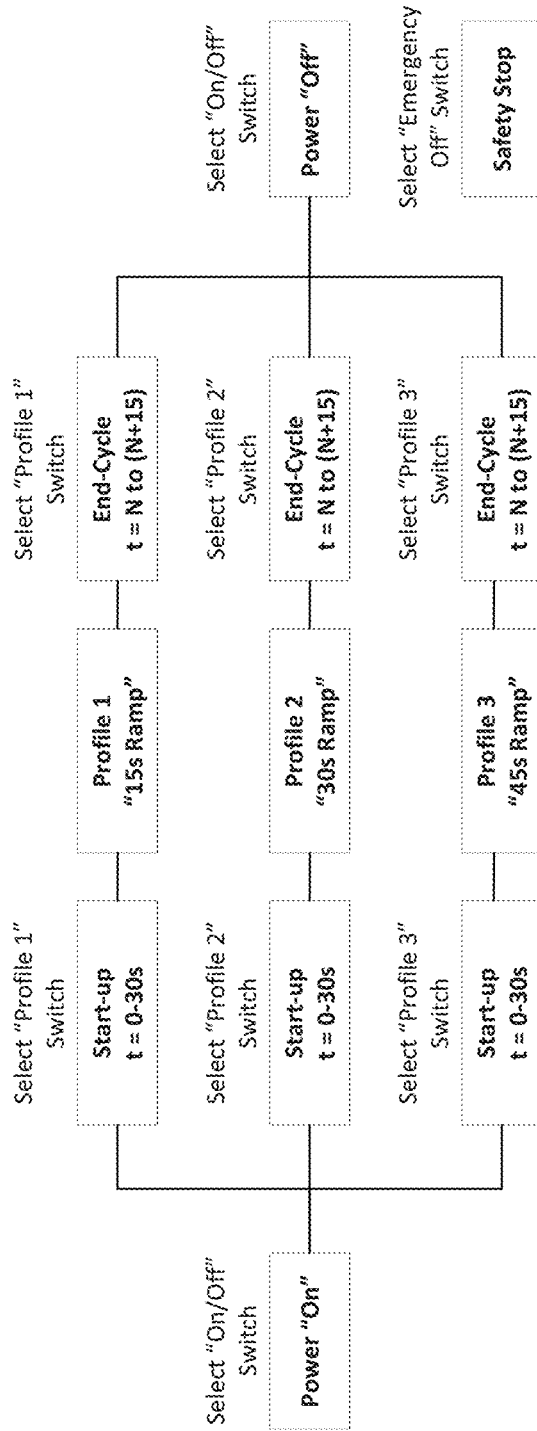 Select "On/Off"
Switch
Power "On"
Select "Profile 1"
Switch
Start-up
t = 0-30s
Profile 1
"15s Ramp"
Select "Profile 1"
Switch
End-Cycle
t = N to (N+15)
Select "Profile 2"
Switch
Start-up
t = 0-30s
Profile 2
"30s Ramp"
Select "Profile 2"
Switch
End-Cycle
t = N to (N+15)
Select "Profile 3"
Switch
Start-up
t = 0-30s
Profile 3
"45s Ramp"
Select "Profile 3"
Switch
End-Cycle
t = N to (N+15)
Select "On/Off"
Switch
Power "Off"
Select "Emergency
Off" Switch
Safety Stop